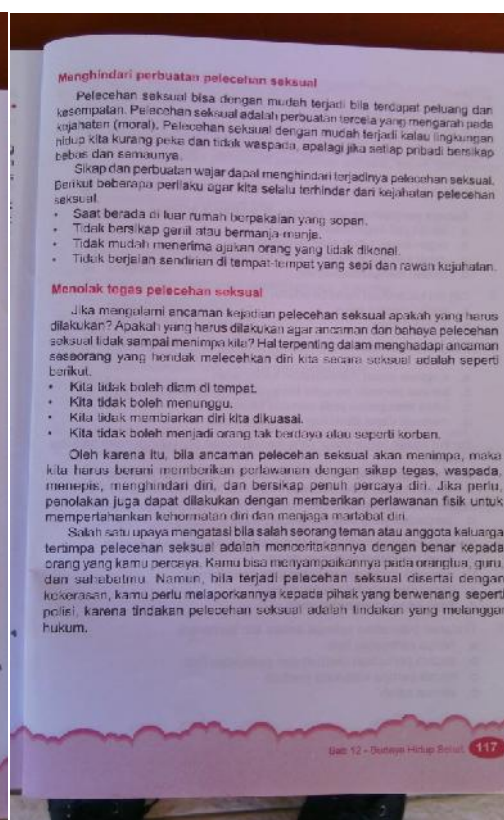 Menghindari perbuatan pelecehan seksual
Pelecehan seksual bisa dengan mudah terjadi bila terdapat peluang dan
kesempatan. Pelecehan seksual adalah perbuatan tercela yang mengarah pada
kejahatan (moral). Pelecehan seksual dengan mudah terjadi kalau lingkungan
hidup kita kurang peka dan tidak waspada, apalagi jika setiap pribadi bersikap
bebas dan semaunya.
Sikap dan perbuatan wajar dapat menghindari terjadinya pelecehan seksual.
Berikut beberapa perilaku agar kita selalu terhindar dari kejahatan pelecehan
seksual.
• Saat berada di luar rumah berpakaian yang sopan.
• Tidak bersikap genit atau bermanja-manja.
• Tidak mudah menerima ajakan orang yang tidak dikenal.
• Tidak berjalan sendirian di tempat-tempat yang sepi dan rawan kejahatan.
Menolak tegas pelecehan seksual
Jika mengalami ancaman kejadian pelecehan seksual apakah yang harus
dilakukan? Apakah yang harus dilakukan agar ancaman dan bahaya pelecehan
seksual tidak sampai menimpa kita? Hal terpenting dalam menghadapi ancaman
seseorang yang hendak melecehkan diri kita secara seksual adalah seperti
berikut.
• Kita tidak boleh diam di tempat.
• Kita tidak boleh menunggu.
• Kita tidak membiarkan diri kita dikuasai.
• Kita tidak boleh menjadi orang tak berdaya atau seperti korban.
Oleh karena itu, bila ancaman pelecehan seksual akan menimpa, maka
kita harus berani memberikan perlawanan dengan sikap tegas, waspada,
menepis, menghindari diri, dan bersikap penuh percaya diri. Jika perlu,
penolakan juga dapat dilakukan dengan memberikan perlawanan fisik untuk
mempertahankan kehormatan diri dan menjaga martabat diri.
Salah satu upaya mengatasi bila salah seorang teman atau anggota keluarga
tertimpa pelecehan seksual adalah menceritakannya dengan benar kepada
orang yang kamu percaya. Kamu bisa menyampaikannya pada orangtua, guru,
dan sahabatmu. Namun, bila terjadi pelecehan seksual disertai dengan
kekerasan, kamu perlu melaporkannya kepada pihak yang berwenang seperti
polisi, karena tindakan pelecehan seksual adalah tindakan yang melanggar
hukum.
Bab 12 - Budaya Hidup Sehat 117